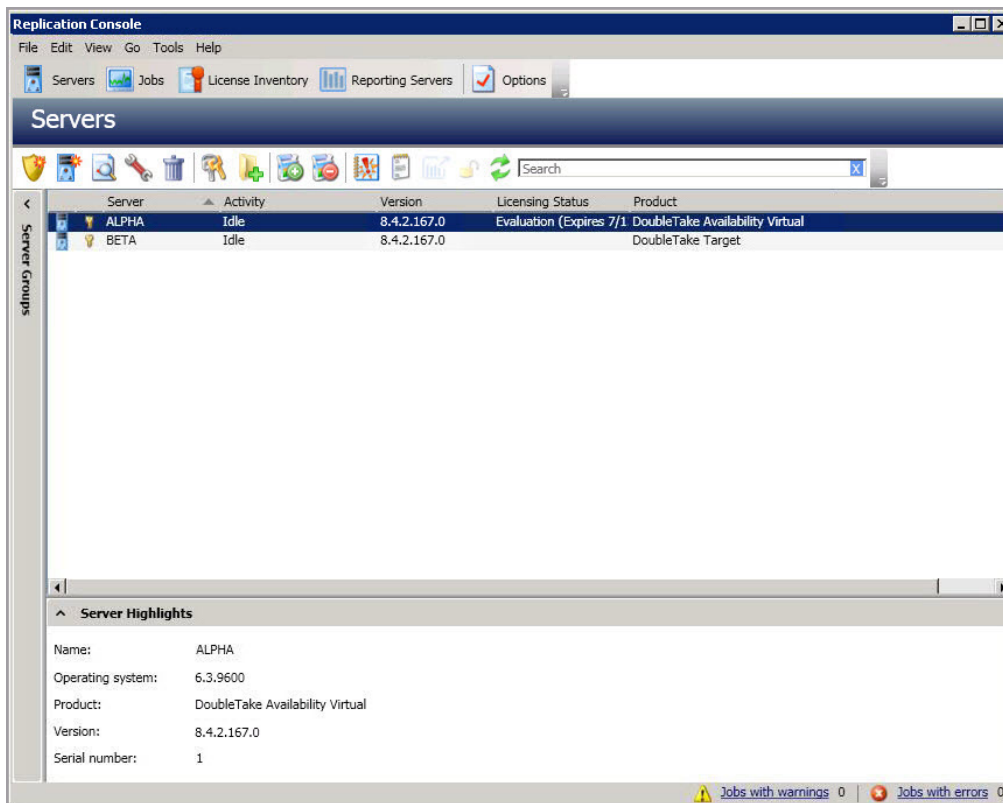 Replication Console
File Edit View Go Tools Help
Servers Jobs License Inventory Reporting Servers Options
Servers
Search
Server Activity Version Licensing Status Product
ALPHA Idle 8.4.2.167.0 Evaluation (Expires 7/1 DoubleTake Availability Virtual
BETA Idle 8.4.2.167.0 DoubleTake Target
Server Groups
Server Highlights
Name: ALPHA
Operating system: 6.3.9600
Product: DoubleTake Availability Virtual
Version: 8.4.2.167.0
Serial number: 1
Jobs with warnings 0 Jobs with errors 0